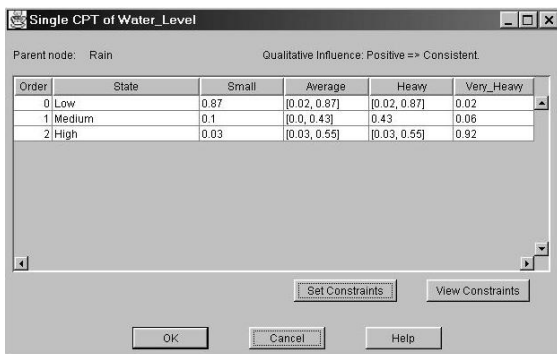 Single CPT of Water_Level
Parent node: Rain Qualitative Influence: Positive => Consistent.
Order State Small Average Heavy Very_Heavy
0 Low 0.87 [0.02, 0.87] [0.02, 0.87] 0.02
1 Medium 0.1 [0.0, 0.43] 0.43 0.06
2 High 0.03 [0.03, 0.55] [0.03, 0.55] 0.92
Set Constraints View Constraints
OK Cancel Help